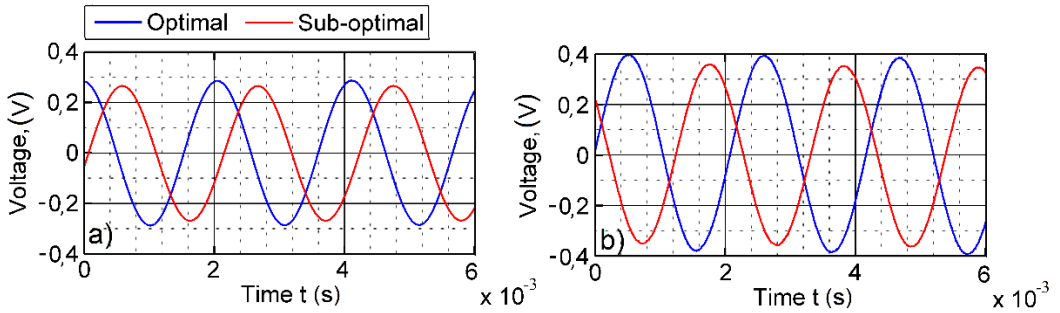 Optimal
Sub-optimal
0,4
0,2
0
-0,2
-0,4
Voltage, (V)
a)
0
2
4
6
Time t (s)
x 10⁻³
0,4
0,2
0
-0,2
-0,4
Voltage, (V)
b)
0
2
4
6
Time t (s)
x 10⁻³